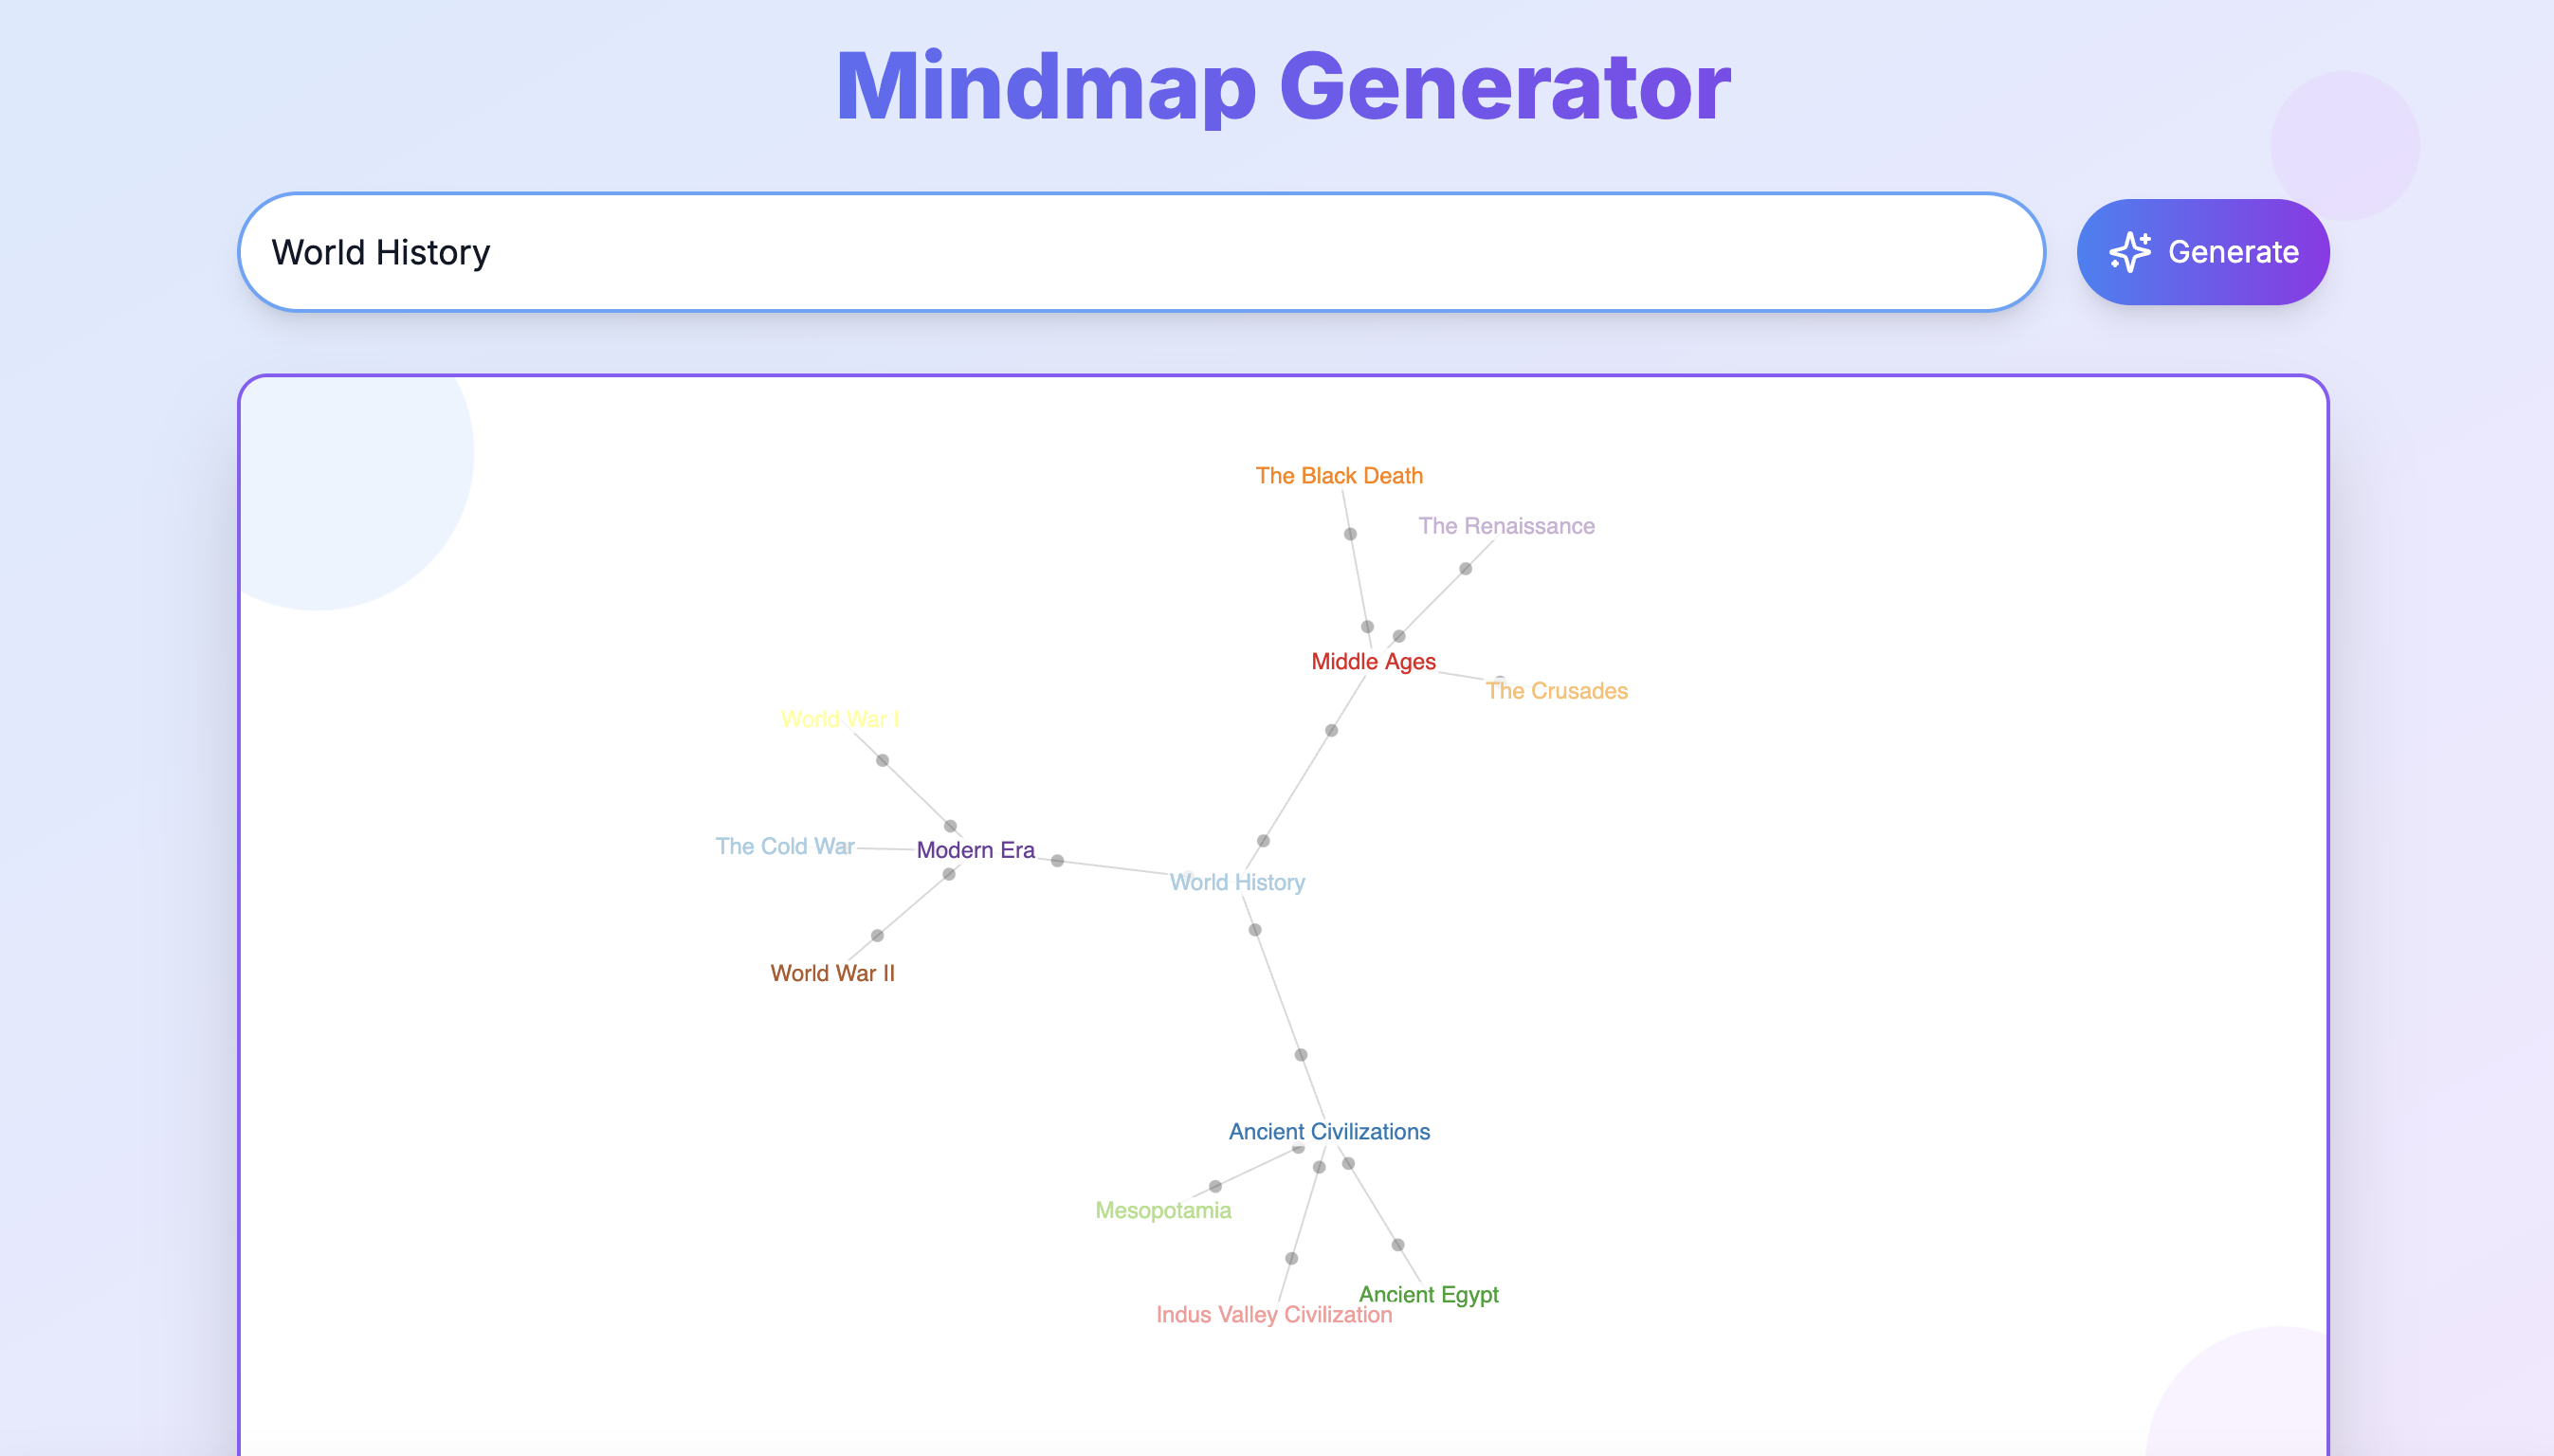 Mindmap Generator
World History
Generate
The Black Death
The Renaissance
Middle Ages
The Crusades
World War I
The Cold War
Modern Era
World History
World War II
Ancient Civilizations
Mesopotamia
Ancient Egypt
Indus Valley Civilization